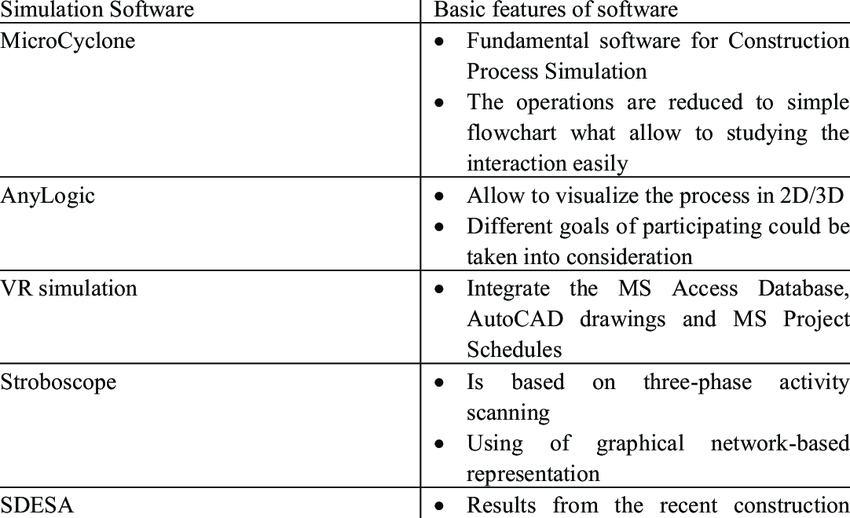 Simulation Software Basic features of software
MicroCyclone • Fundamental software for Construction
Process Simulation
• The operations are reduced to simple
flowchart what allow to studying the
interaction easily
AnyLogic • Allow to visualize the process in 2D/3D
• Different goals of participating could be
taken into consideration
VR simulation • Integrate the MS Access Database,
AutoCAD drawings and MS Project
Schedules
Stroboscope • Is based on three-phase activity
scanning
• Using of graphical network-based
representation
SDESA • Results from the recent construction